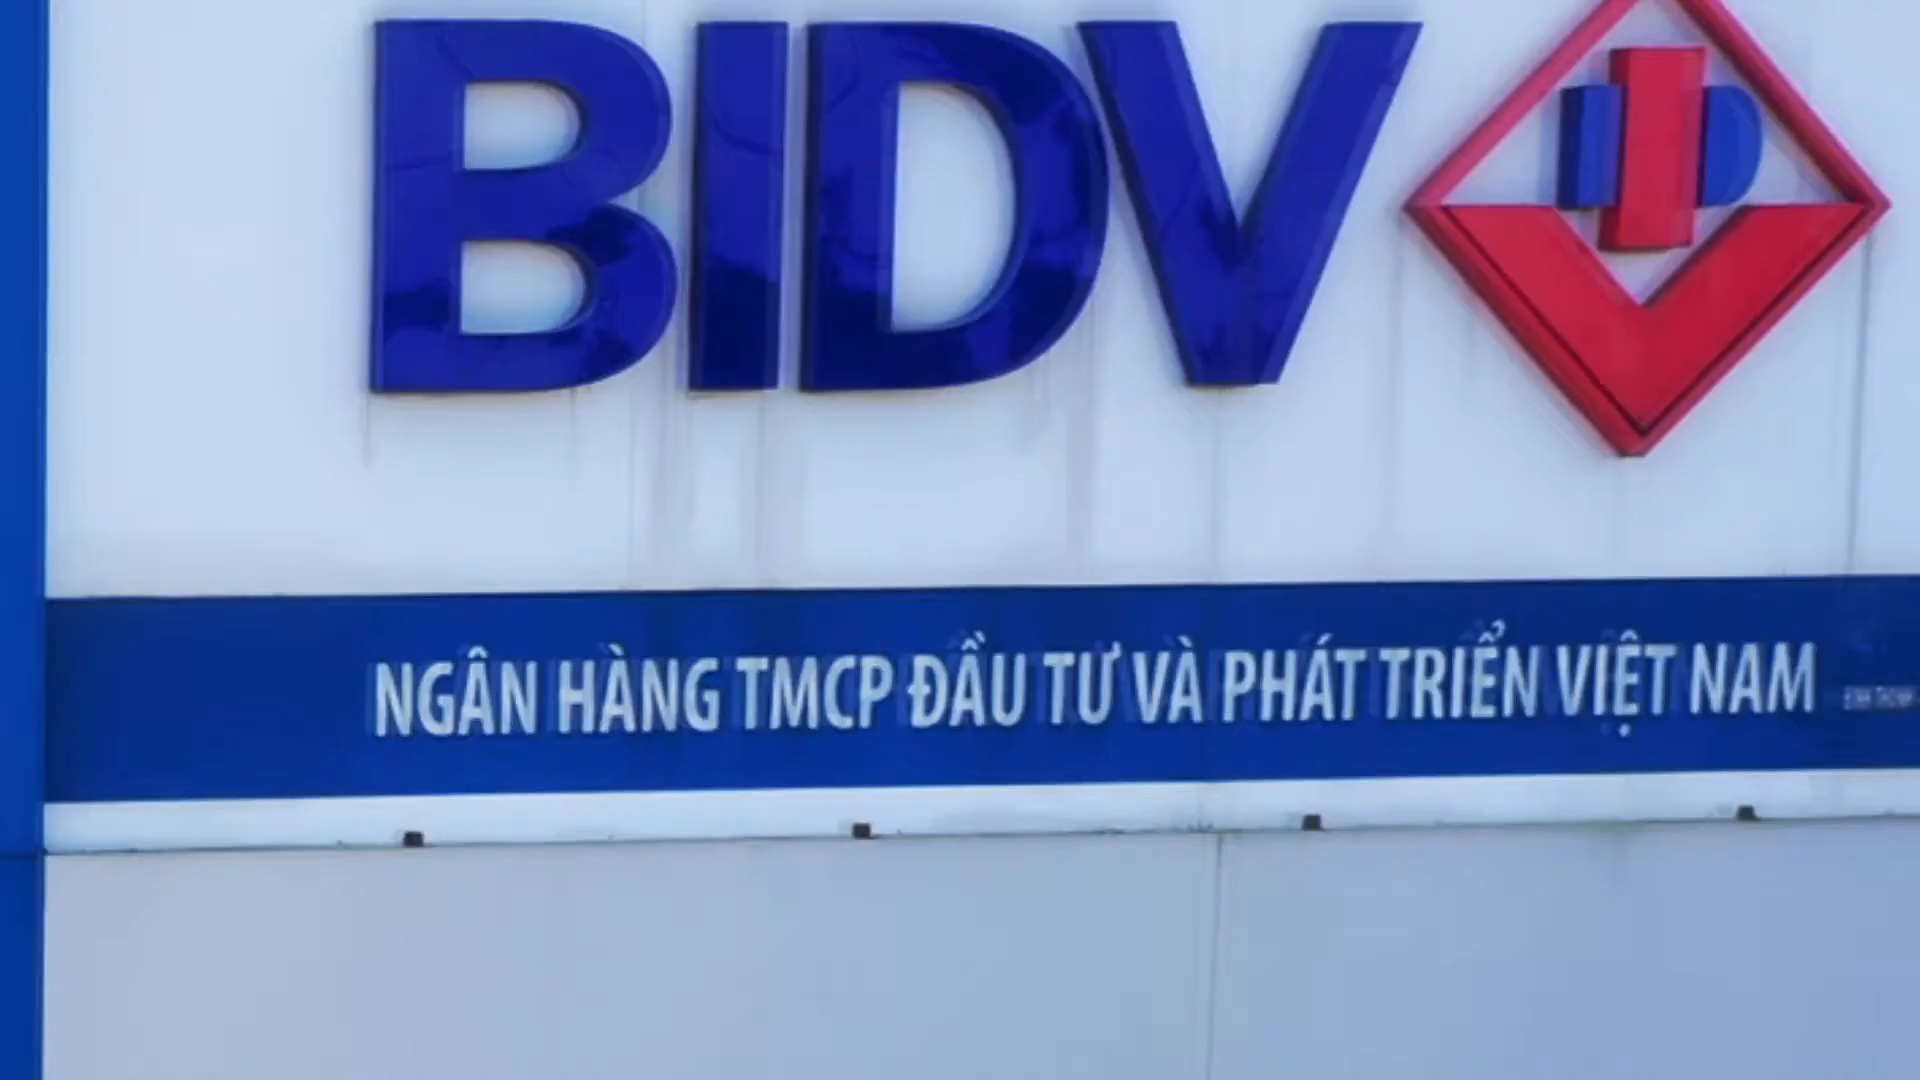 BIDV
NGÂN HÀNG TMCP ĐẦU TƯ VÀ PHÁT TRIỂN VIỆT NAM